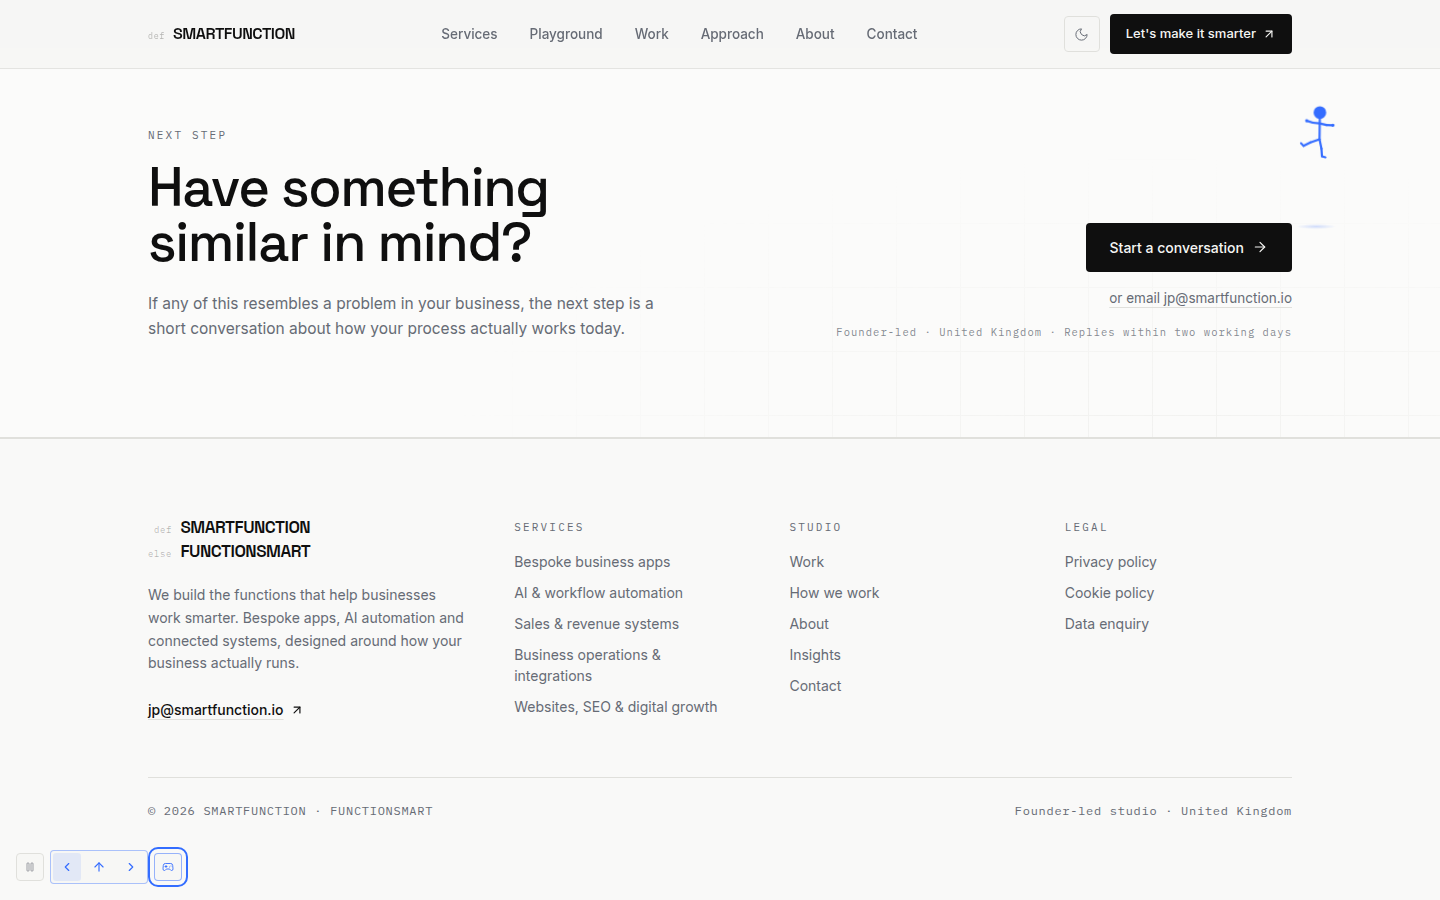 def SMARTFUNCTION
Services
Playground
Work
Approach
About
Contact
Let's make it smarter
NEXT STEP
Have something
similar in mind?
If any of this resembles a problem in your business, the next step is a
short conversation about how your process actually works today.
Start a conversation
or email jp@smartfunction.io
Founder-led · United Kingdom · Replies within two working days
def SMARTFUNCTION
else FUNCTIONSMART
We build the functions that help businesses
work smarter. Bespoke apps, AI automation and
connected systems, designed around how your
business actually runs.
jp@smartfunction.io
SERVICES
Bespoke business apps
AI & workflow automation
Sales & revenue systems
Business operations &
integrations
Websites, SEO & digital growth
STUDIO
Work
How we work
About
Insights
Contact
LEGAL
Privacy policy
Cookie policy
Data enquiry
© 2026 SMARTFUNCTION · FUNCTIONSMART
Founder-led studio · United Kingdom